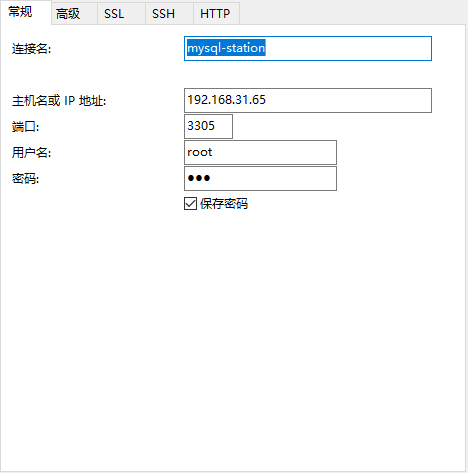 常规 高级 SSL SSH HTTP
连接名: mysql-station
主机名或 IP 地址: 192.168.31.65
端口: 3305
用户名: root
密码: ●●●
保存密码